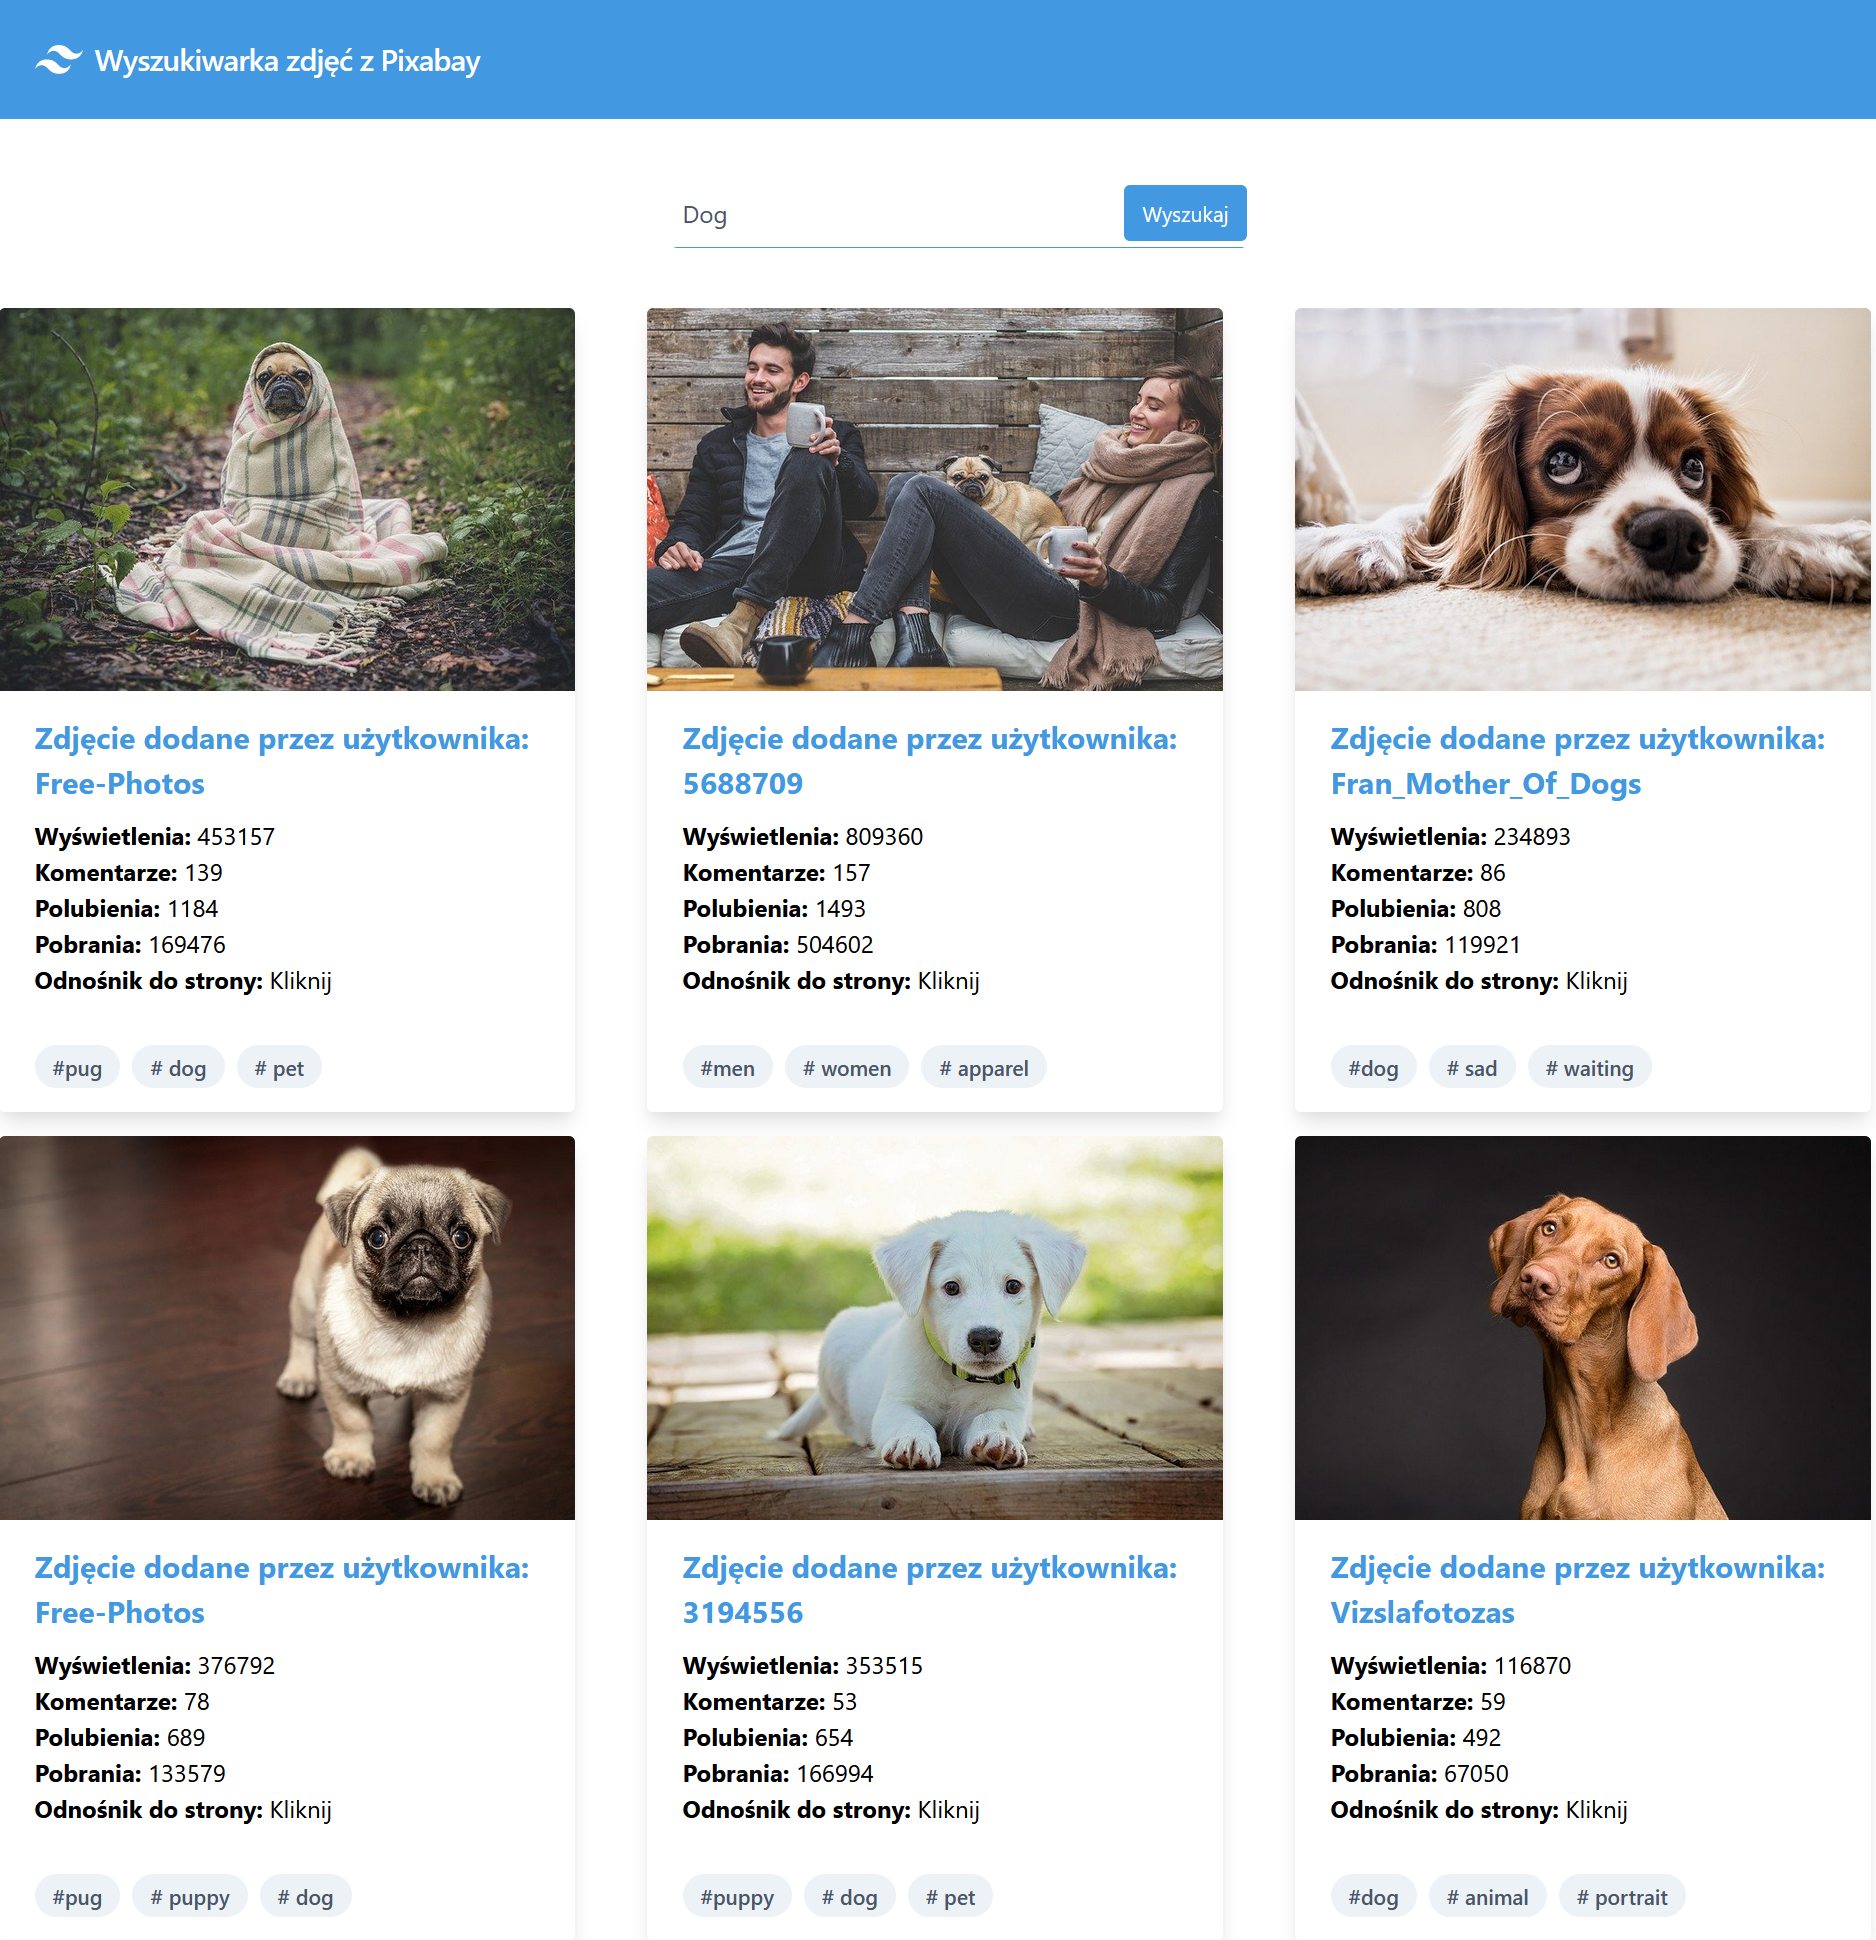 Wyszukiwarka zdjęć z Pixabay
Dog
Wyszukaj
Zdjęcie dodane przez użytkownika:
Free-Photos
Wyświetlenia: 453157
Komentarze: 139
Polubienia: 1184
Pobrania: 169476
Odnośnik do strony: Kliknij
#pug # dog # pet
Zdjęcie dodane przez użytkownika:
5688709
Wyświetlenia: 809360
Komentarze: 157
Polubienia: 1493
Pobrania: 504602
Odnośnik do strony: Kliknij
#men # women # apparel
Zdjęcie dodane przez użytkownika:
Fran_Mother_Of_Dogs
Wyświetlenia: 234893
Komentarze: 86
Polubienia: 808
Pobrania: 119921
Odnośnik do strony: Kliknij
#dog # sad # waiting
Zdjęcie dodane przez użytkownika:
Free-Photos
Wyświetlenia: 376792
Komentarze: 78
Polubienia: 689
Pobrania: 133579
Odnośnik do strony: Kliknij
#pug # puppy # dog
Zdjęcie dodane przez użytkownika:
3194556
Wyświetlenia: 353515
Komentarze: 53
Polubienia: 654
Pobrania: 166994
Odnośnik do strony: Kliknij
#puppy # dog # pet
Zdjęcie dodane przez użytkownika:
Vizslafotozas
Wyświetlenia: 116870
Komentarze: 59
Polubienia: 492
Pobrania: 67050
Odnośnik do strony: Kliknij
#dog # animal # portrait